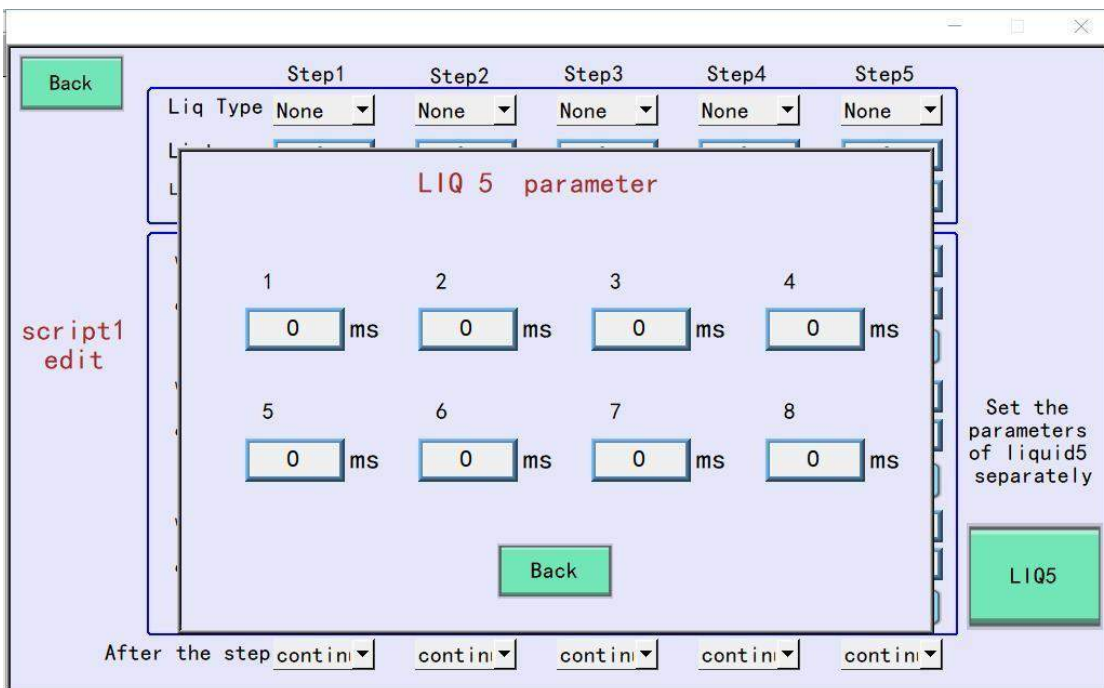 Back
Step1 Step2 Step3 Step4 Step5
Liq Type None None None None None
LIQ 5 parameter
1 2 3 4
0 ms 0 ms 0 ms 0 ms
script1
edit
5 6 7 8
0 ms 0 ms 0 ms 0 ms
Set the
parameters
of liquid5
separately
Back
LIQ5
After the step contin contin contin contin contin